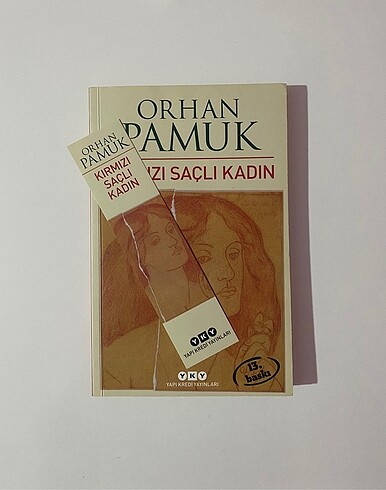 ORHAN
PAMUK
IZI SAÇLI KADIN
ORHAN
PAMUK
KIRMIZI
SAÇLI
KADIN
YKY
YAPI KREDİ YAYINLARI
13.
baskı
YKY
YAPI KREDİ YAYINLARI